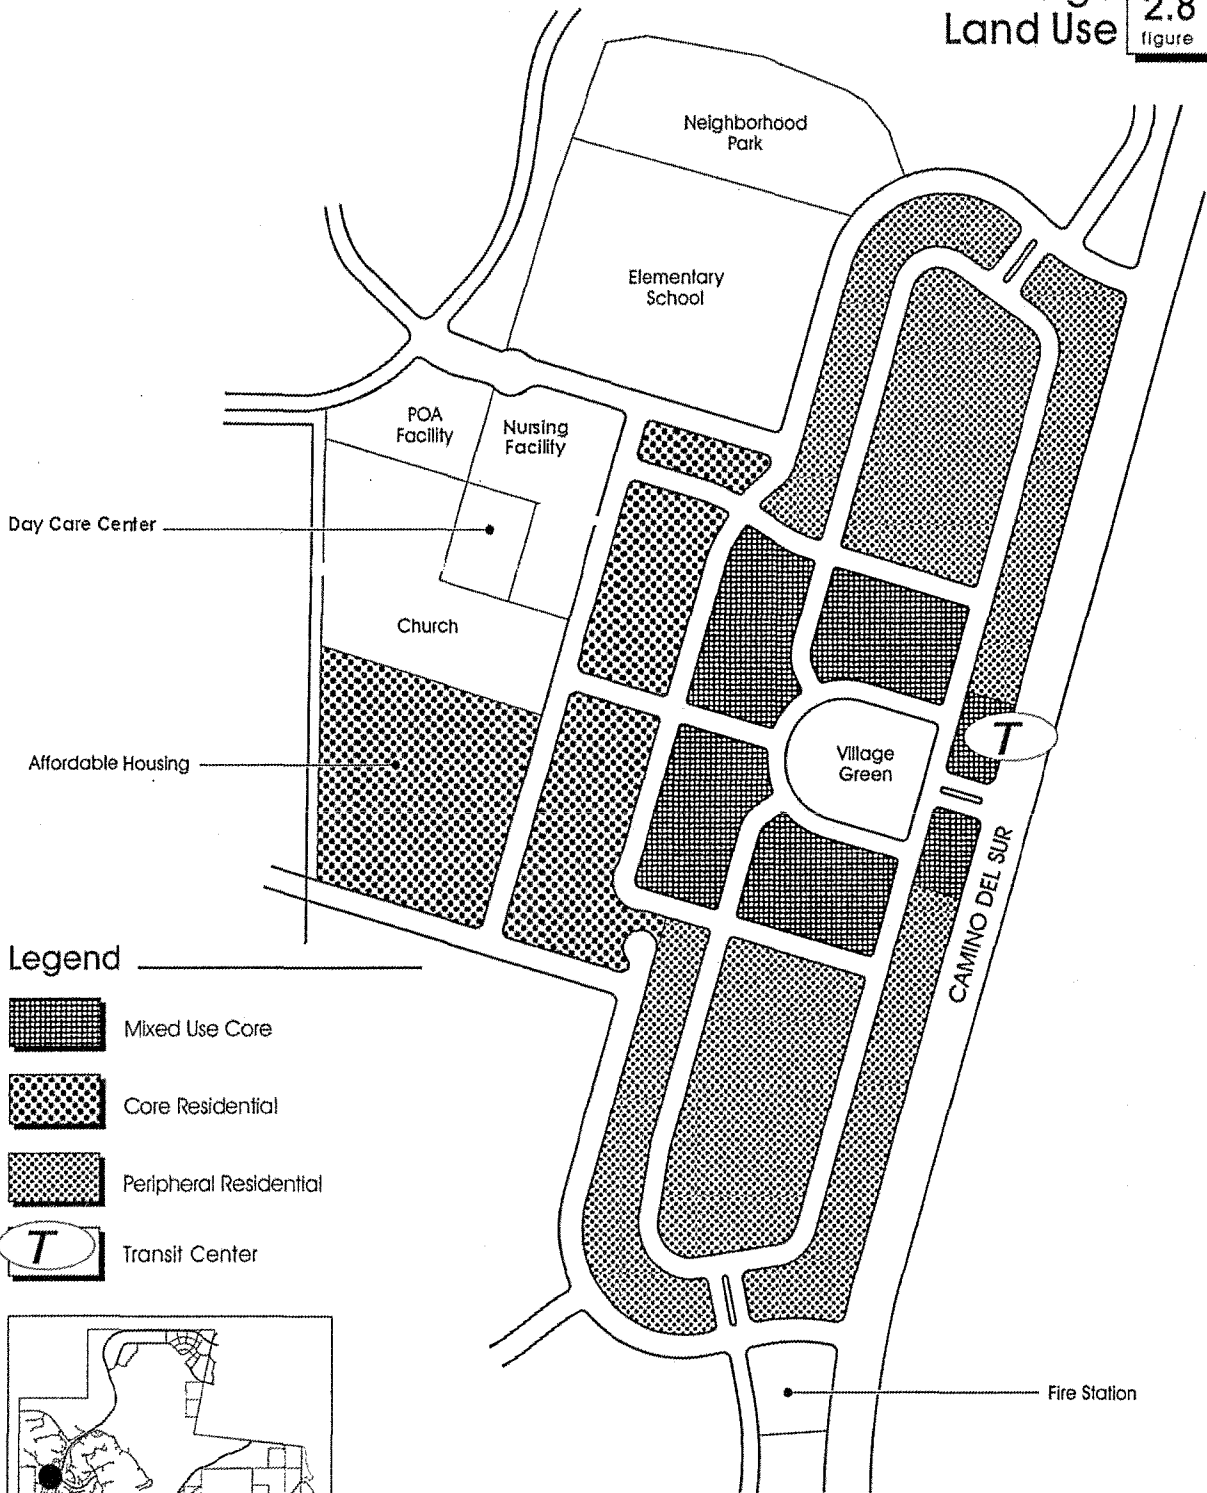 Land Use
2.8
figure
Neighborhood
Park
Elementary
School
POA
Facility
Nursing
Facility
Day Care Center
Church
Affordable Housing
Village
Green
T
CAMINO DEL SUR
Legend
Mixed Use Core
Core Residential
Peripheral Residential
T
Transit Center
Fire Station